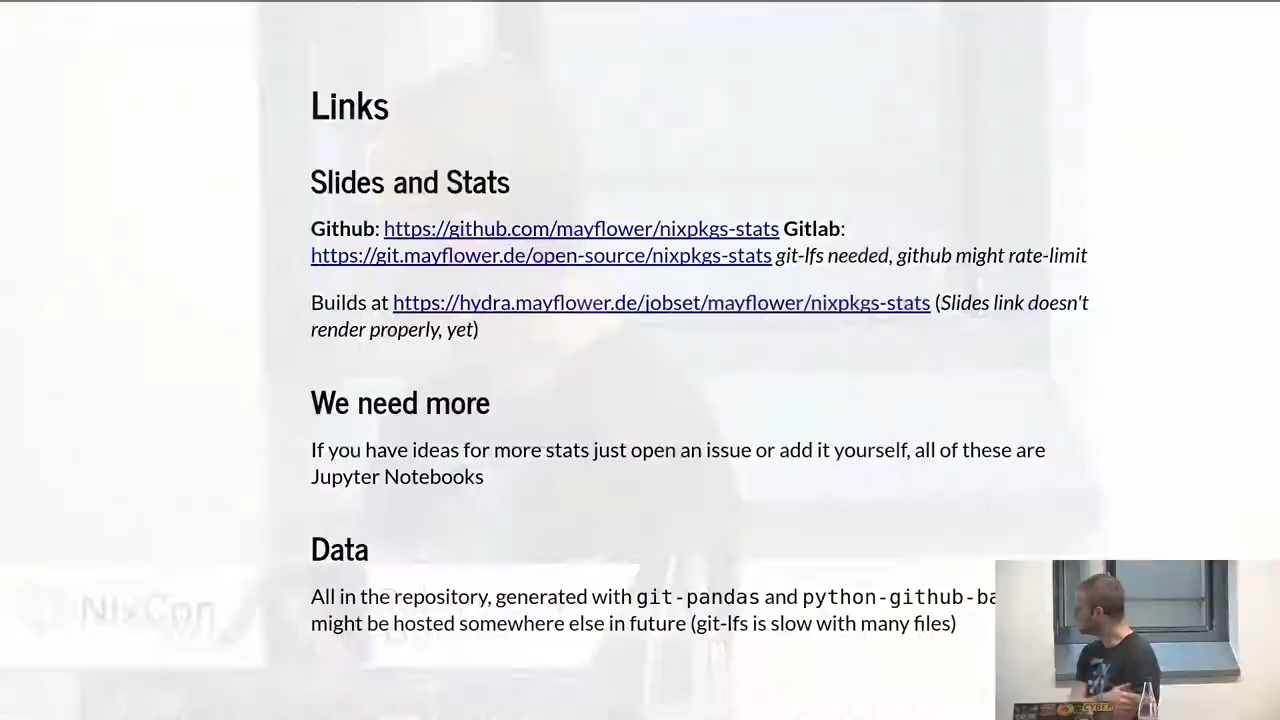 Links
Slides and Stats
Github: https://github.com/mayflower/nixpkgs-stats Gitlab:
https://git.mayflower.de/open-source/nixpkgs-stats git-lfs needed, github might rate-limit
Builds at https://hydra.mayflower.de/jobset/mayflower/nixpkgs-stats (Slides link doesn't
render properly, yet)
We need more
If you have ideas for more stats just open an issue or add it yourself, all of these are
Jupyter Notebooks
Data
All in the repository, generated with git-pandas and python-github-ba
might be hosted somewhere else in future (git-lfs is slow with many files)
NixCon
CYBER